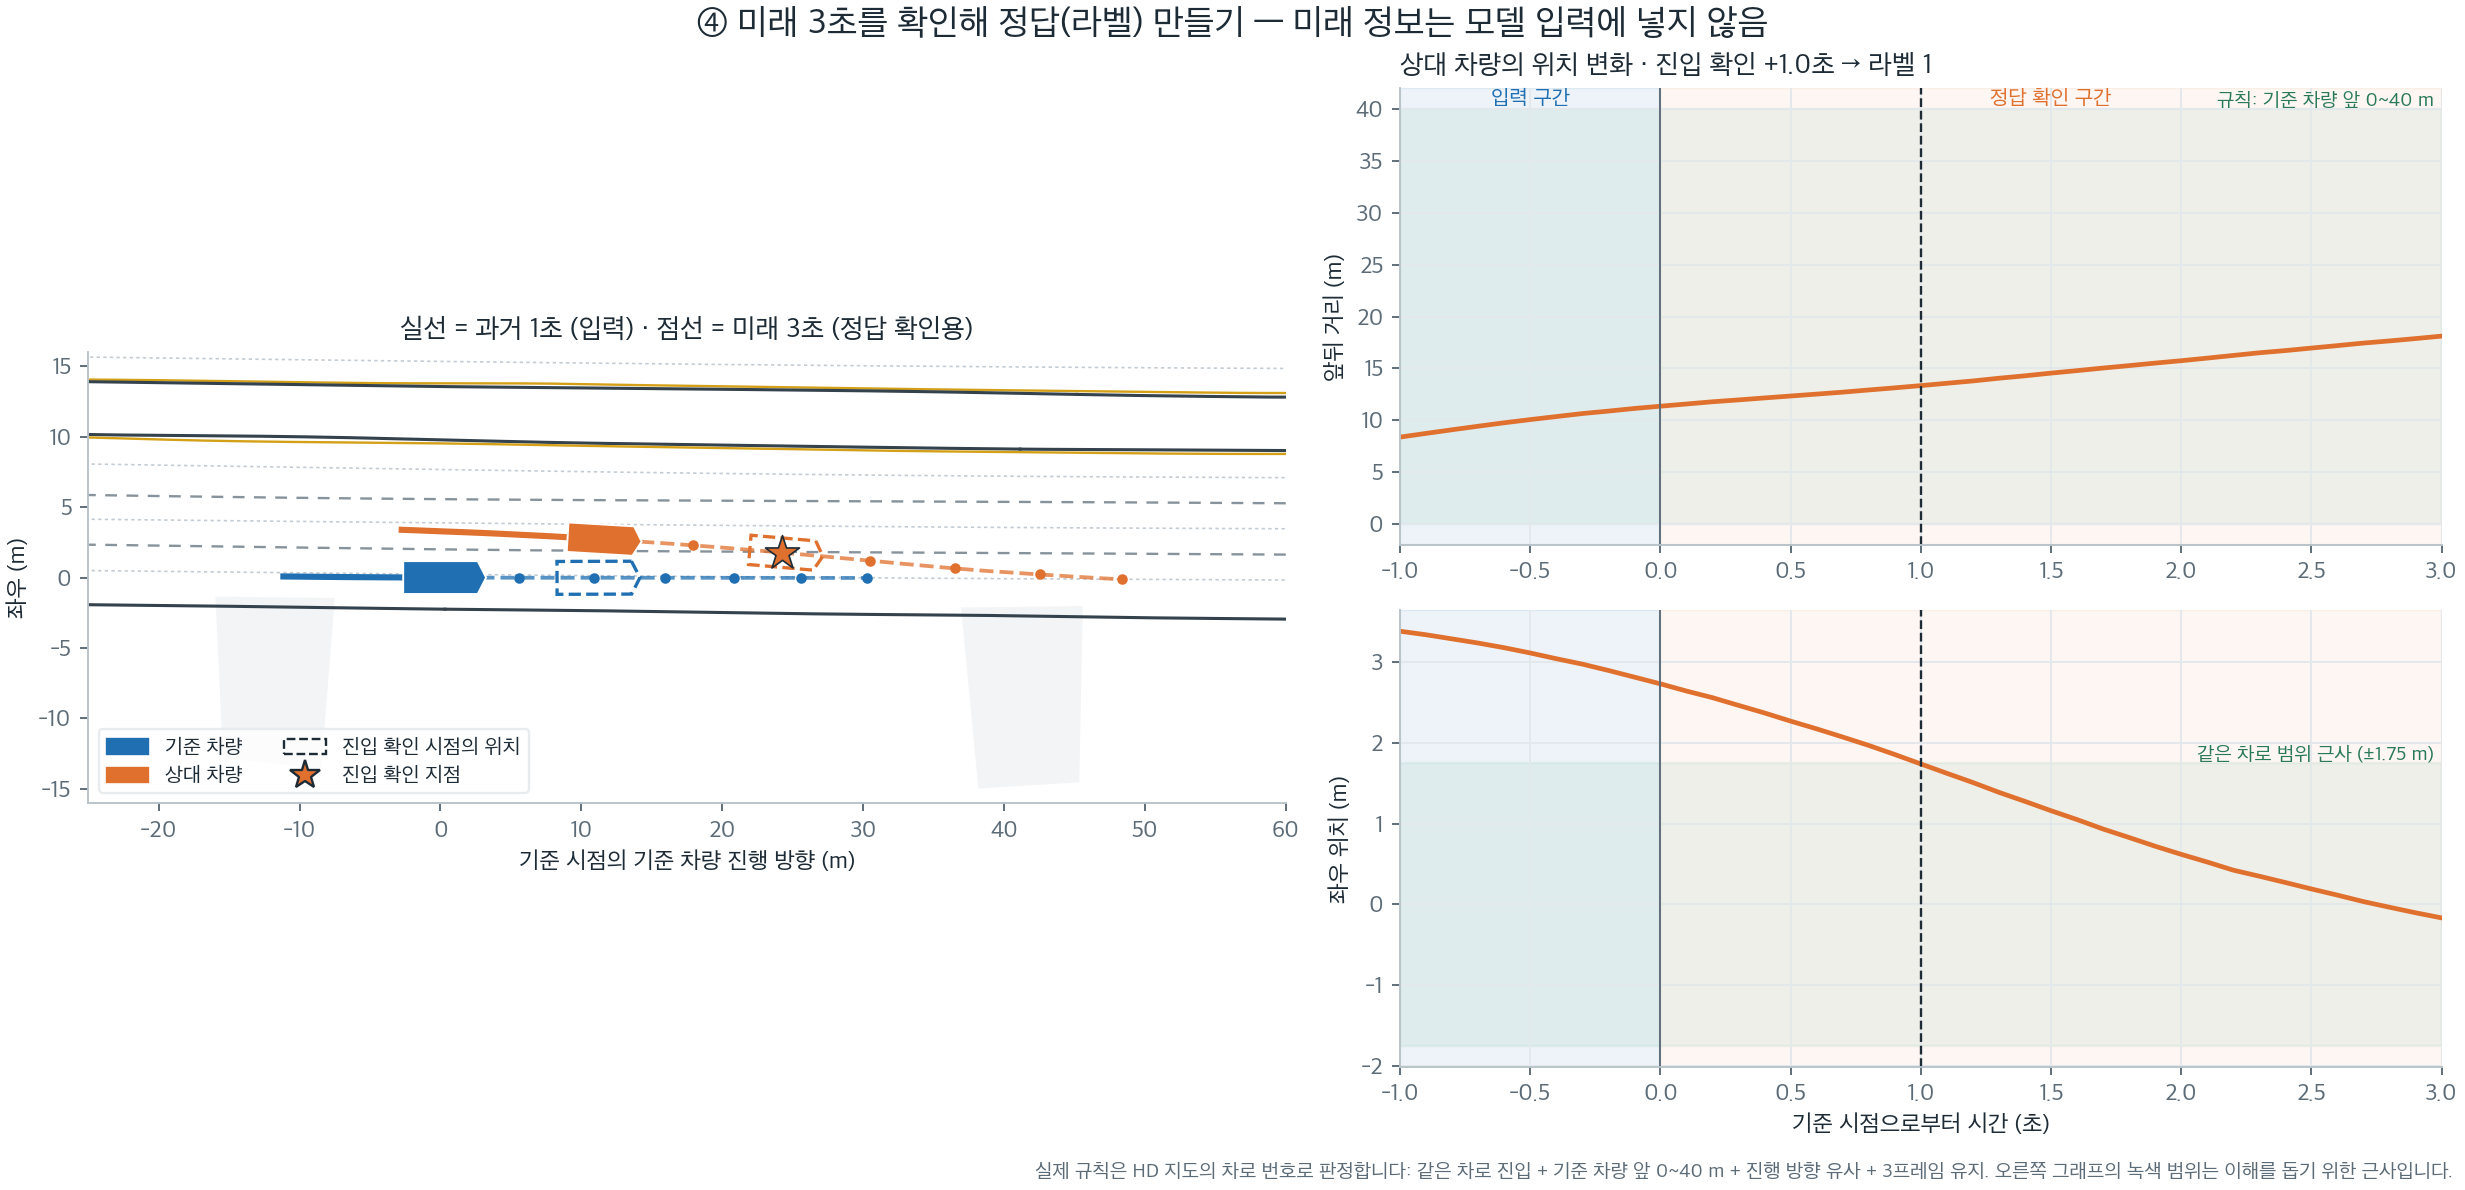 ④ 미래 3초를 확인해 정답(라벨) 만들기 — 미래 정보는 모델 입력에 넣지 않음
실선 = 과거 1초 (입력) · 점선 = 미래 3초 (정답 확인용)
15
10
5
0
-5
-10
-15
좌우 (m)
기준 차량
상대 차량
진입 확인 시점의 위치
진입 확인 지점
-20
-10
0
10
20
30
40
50
60
기준 시점의 기준 차량 진행 방향 (m)
상대 차량의 위치 변화 · 진입 확인 +1.0초 → 라벨 1
입력 구간
정답 확인 구간
규칙: 기준 차량 앞 0~40 m
40
35
30
25
20
15
10
5
0
앞뒤 거리 (m)
-1.0
-0.5
0.0
0.5
1.0
1.5
2.0
2.5
3.0
같은 차로 범위 근사 (±1.75 m)
3
2
1
0
-1
-2
좌우 위치 (m)
-1.0
-0.5
0.0
0.5
1.0
1.5
2.0
2.5
3.0
기준 시점으로부터 시간 (초)
실제 규칙은 HD 지도의 차로 번호로 판정합니다: 같은 차로 진입 + 기준 차량 앞 0~40 m + 진행 방향 유사 + 3프레임 유지. 오른쪽 그래프의 녹색 범위는 이해를 돕기 위한 근사입니다.